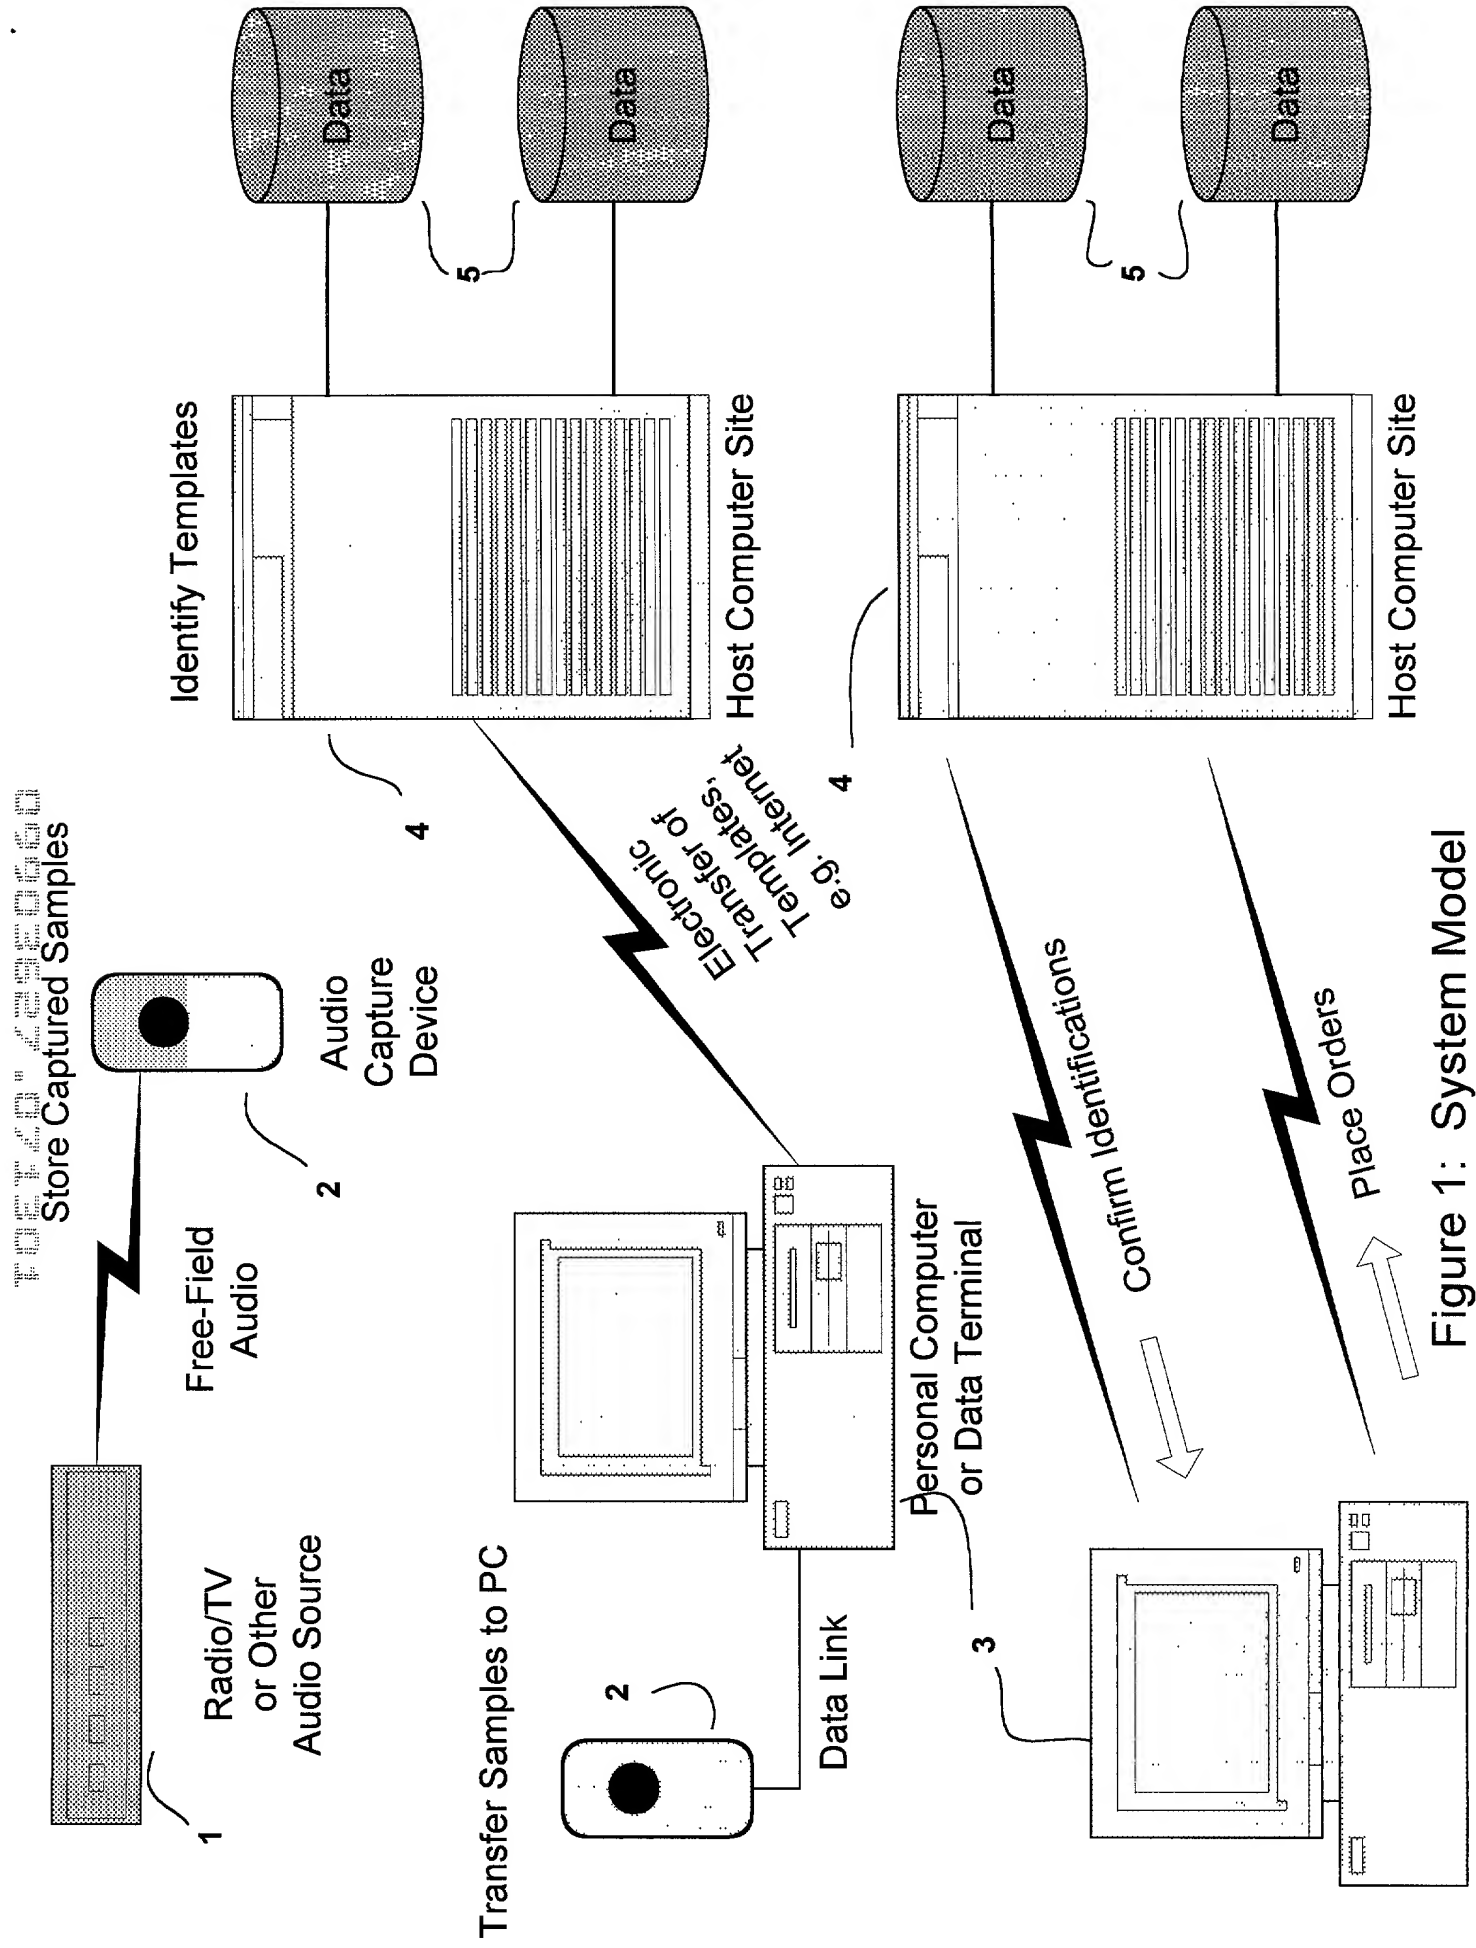 Store Captured Samples
Radio/TV
or Other
Audio Source
1
Free-Field
Audio
Audio
Capture
Device
2
Identify Templates
4
Host Computer Site
Data
Data
5
Transfer Samples to PC
2
Data Link
Personal Computer
or Data Terminal
3
Electronic
Transfer of
Templates,
e.g. Internet
4
Host Computer Site
Data
Data
5
Confirm Identifications
Place Orders
Figure 1: System Model